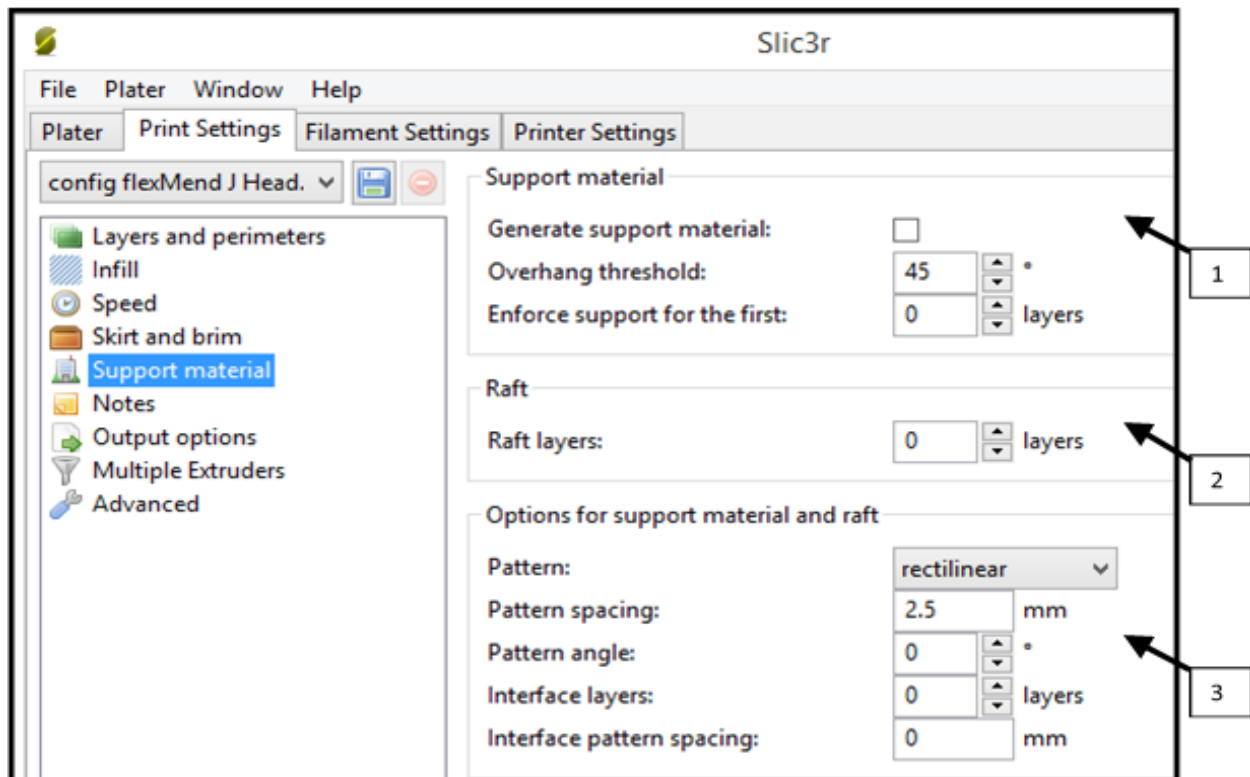 Slic3r
File Plater Window Help
Plater Print Settings Filament Settings Printer Settings
config flexMend J Head.
Layers and perimeters
Infill
Speed
Skirt and brim
Support material
Notes
Output options
Multiple Extruders
Advanced
Support material
Generate support material:
Overhang threshold: 45 °
Enforce support for the first: 0 layers
1
Raft
Raft layers: 0 layers
2
Options for support material and raft
Pattern: rectilinear
Pattern spacing: 2.5 mm
Pattern angle: 0 °
Interface layers: 0 layers
Interface pattern spacing: 0 mm
3